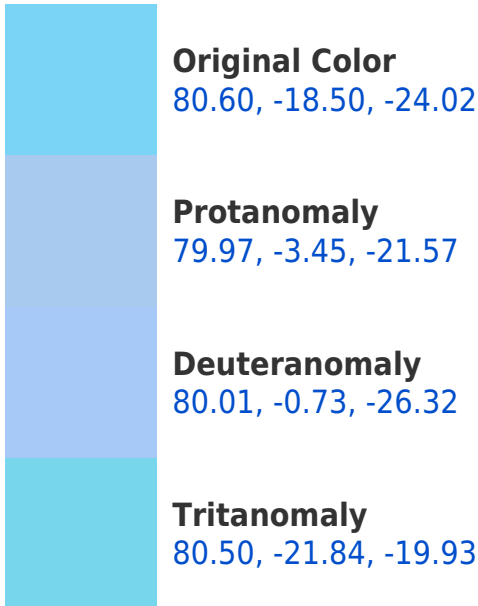 Original Color
80.60, -18.50, -24.02
Protanomaly
79.97, -3.45, -21.57
Deuteranomaly
80.01, -0.73, -26.32
Tritanomaly
80.50, -21.84, -19.93